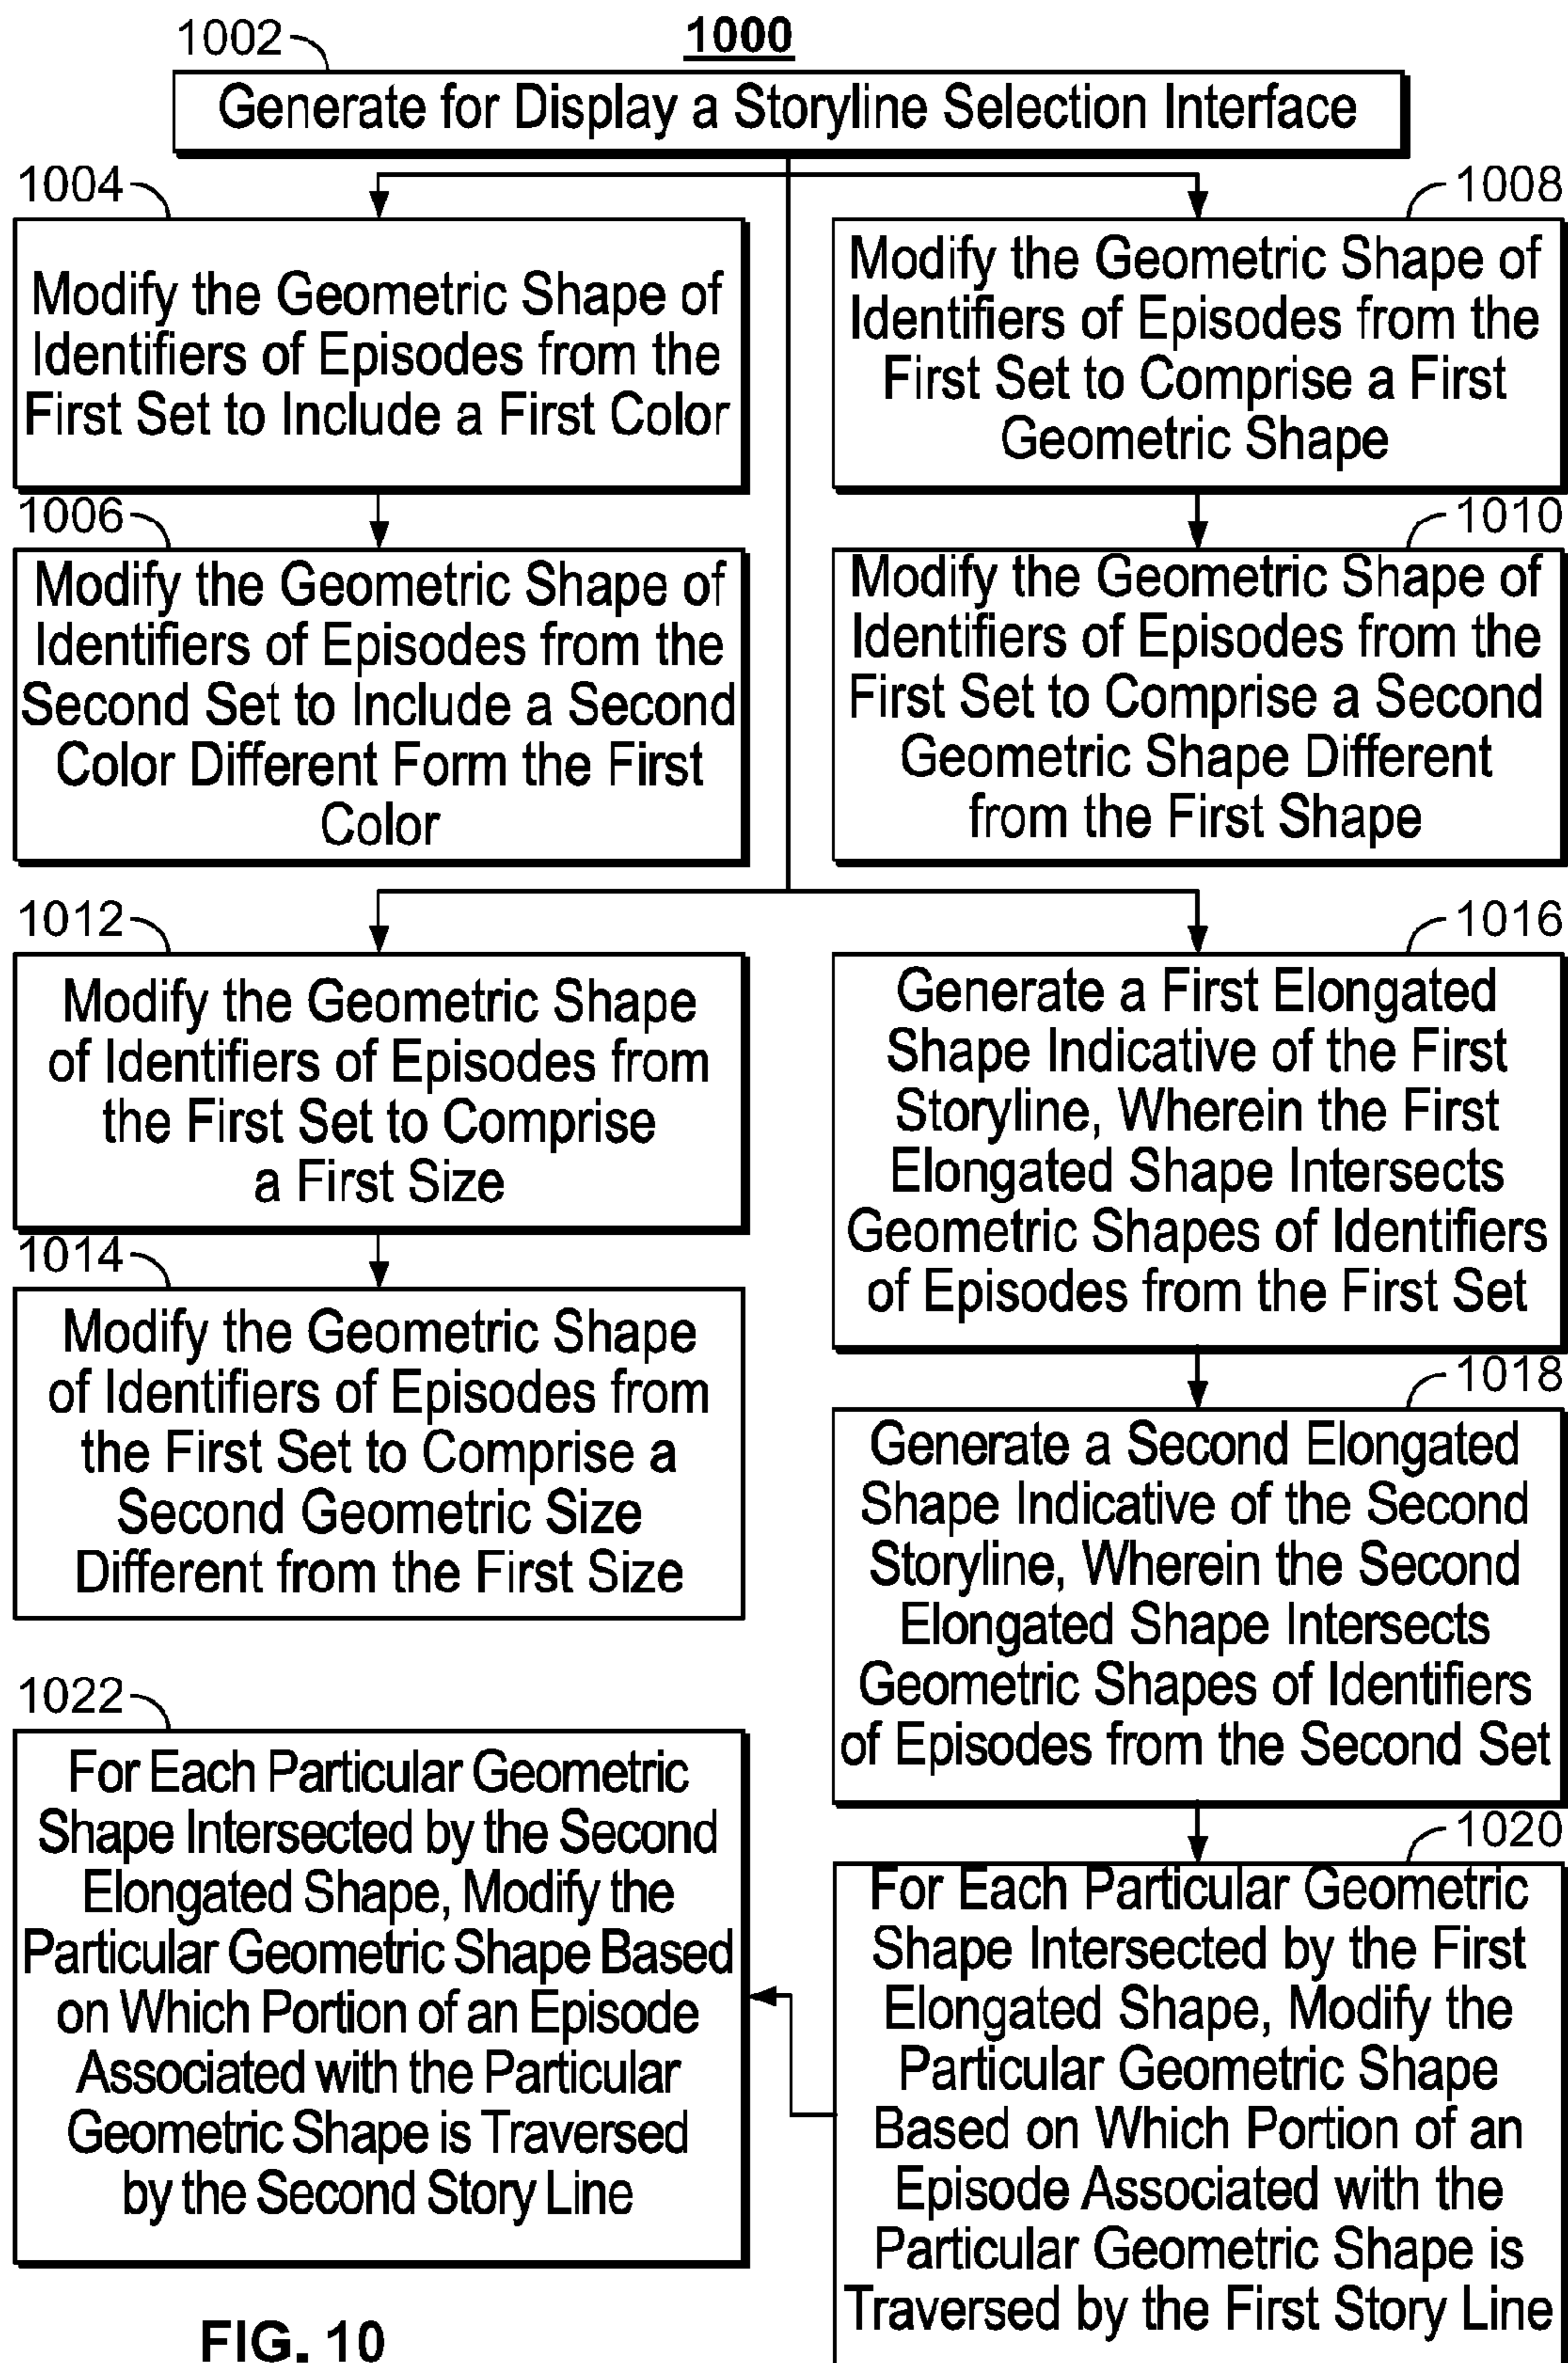 1000
1002
Generate for Display a Storyline Selection Interface
1004
Modify the Geometric Shape of
Identifiers of Episodes from the
First Set to Include a First Color
1006
Modify the Geometric Shape of
Identifiers of Episodes from the
Second Set to Include a Second
Color Different Form the First
Color
1008
Modify the Geometric Shape of
Identifiers of Episodes from the
First Set to Comprise a First
Geometric Shape
1010
Modify the Geometric Shape of
Identifiers of Episodes from the
First Set to Comprise a Second
Geometric Shape Different
from the First Shape
1012
Modify the Geometric Shape
of Identifiers of Episodes from
the First Set to Comprise
a First Size
1014
Modify the Geometric Shape
of Identifiers of Episodes from
the First Set to Comprise a
Second Geometric Size
Different from the First Size
1016
Generate a First Elongated
Shape Indicative of the First
Storyline, Wherein the First
Elongated Shape Intersects
Geometric Shapes of Identifiers
of Episodes from the First Set
1018
Generate a Second Elongated
Shape Indicative of the Second
Storyline, Wherein the Second
Elongated Shape Intersects
Geometric Shapes of Identifiers
of Episodes from the Second Set
1020
For Each Particular Geometric
Shape Intersected by the First
Elongated Shape, Modify the
Particular Geometric Shape
Based on Which Portion of an
Episode Associated with the
Particular Geometric Shape is
Traversed by the First Story Line
1022
For Each Particular Geometric
Shape Intersected by the Second
Elongated Shape, Modify the
Particular Geometric Shape Based
on Which Portion of an Episode
Associated with the Particular
Geometric Shape is Traversed
by the Second Story Line
FIG. 10